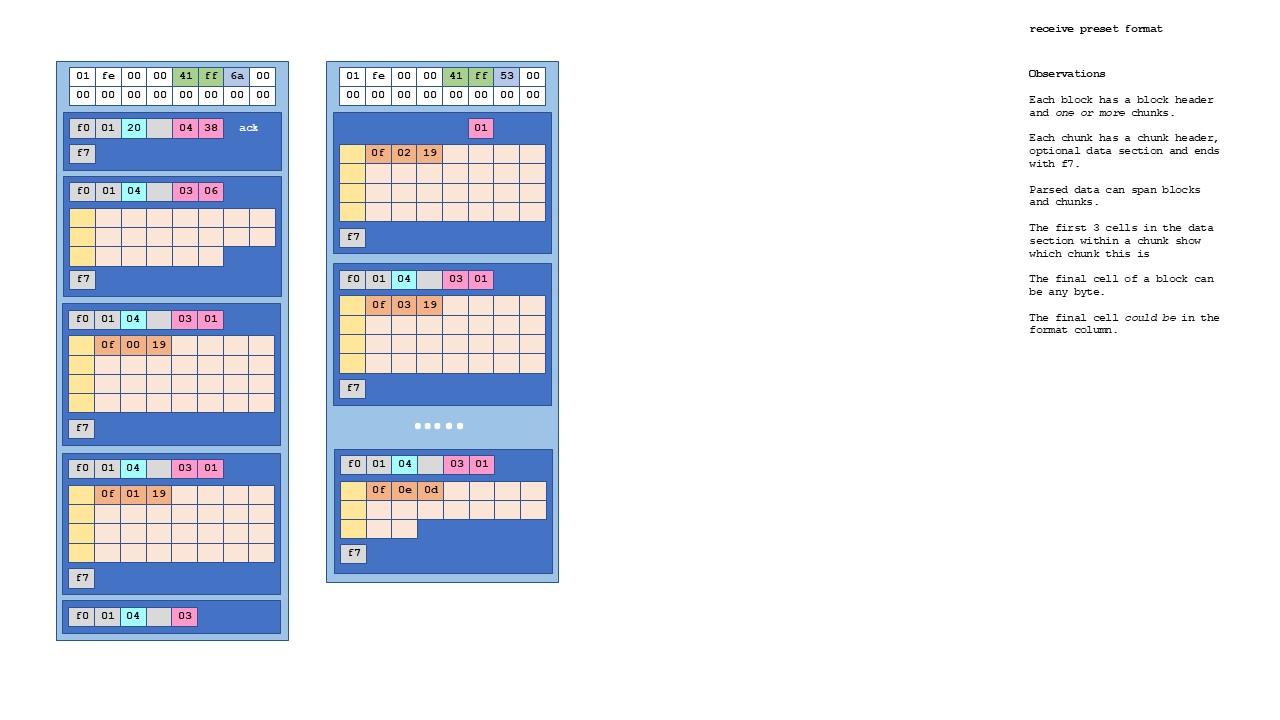 receive preset format
01 fe 00 00 41 ff 6a 00
00 00 00 00 00 00 00 00
f0 01 20 04 38 ack
f7
f0 01 04 03 06
f7
f0 01 04 03 01
0f 00 19
f7
f0 01 04 03 01
0f 01 19
f7
f0 01 04 03
01 fe 00 00 41 ff 53 00
00 00 00 00 00 00 00 00
01
0f 02 19
f7
f0 01 04 03 01
0f 03 19
f7
f0 01 04 03 01
0f 0e 0d
f7
Observations
Each block has a block header
and one or more chunks.
Each chunk has a chunk header,
optional data section and ends
with f7.
Parsed data can span blocks
and chunks.
The first 3 cells in the data
section within a chunk show
which chunk this is
The final cell of a block can
be any byte.
The final cell could be in the
format column.